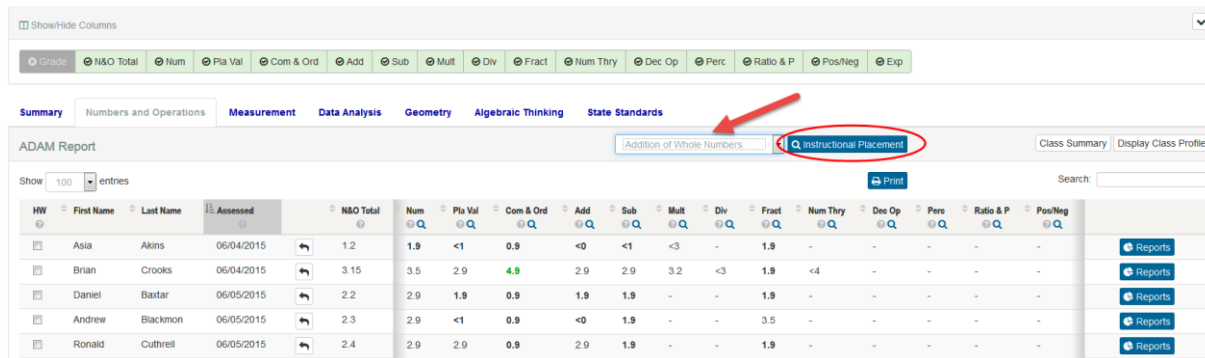 Show/Hide Columns
Grade N&O Total Num Pla Val Com & Ord Add Sub Mult Div Fract Num Thry Dec Op Perc Ratio & P Pos/Neg Exp
Summary Numbers and Operations Measurement Data Analysis Geometry Algebraic Thinking State Standards
ADAM Report Addition of Whole Numbers Instructional Placement Class Summary Display Class Profile
Show 100 entries Print Search:
HW First Name Last Name Assessed N&O Total Num Pla Val Com & Ord Add Sub Mult Div Fract Num Thry Dec Op Perc Ratio & P Pos/Neg
Asia Akins 06/04/2015 1.2 1.9 <1 0.9 <0 <1 <3 - 1.9 - - - - - Reports
Brian Crooks 06/04/2015 3.15 3.5 2.9 4.9 2.9 2.9 3.2 <3 1.9 <4 - - - - Reports
Daniel Baxtar 06/05/2015 2.2 2.9 1.9 0.9 1.9 1.9 - - 1.9 - - - - - Reports
Andrew Blackmon 06/05/2015 2.3 2.9 <1 0.9 <0 1.9 - - 3.5 - - - - - Reports
Ronald Cuthrell 06/05/2015 2.4 2.9 2.9 0.9 2.9 1.9 - - 1.9 - - - - - Reports